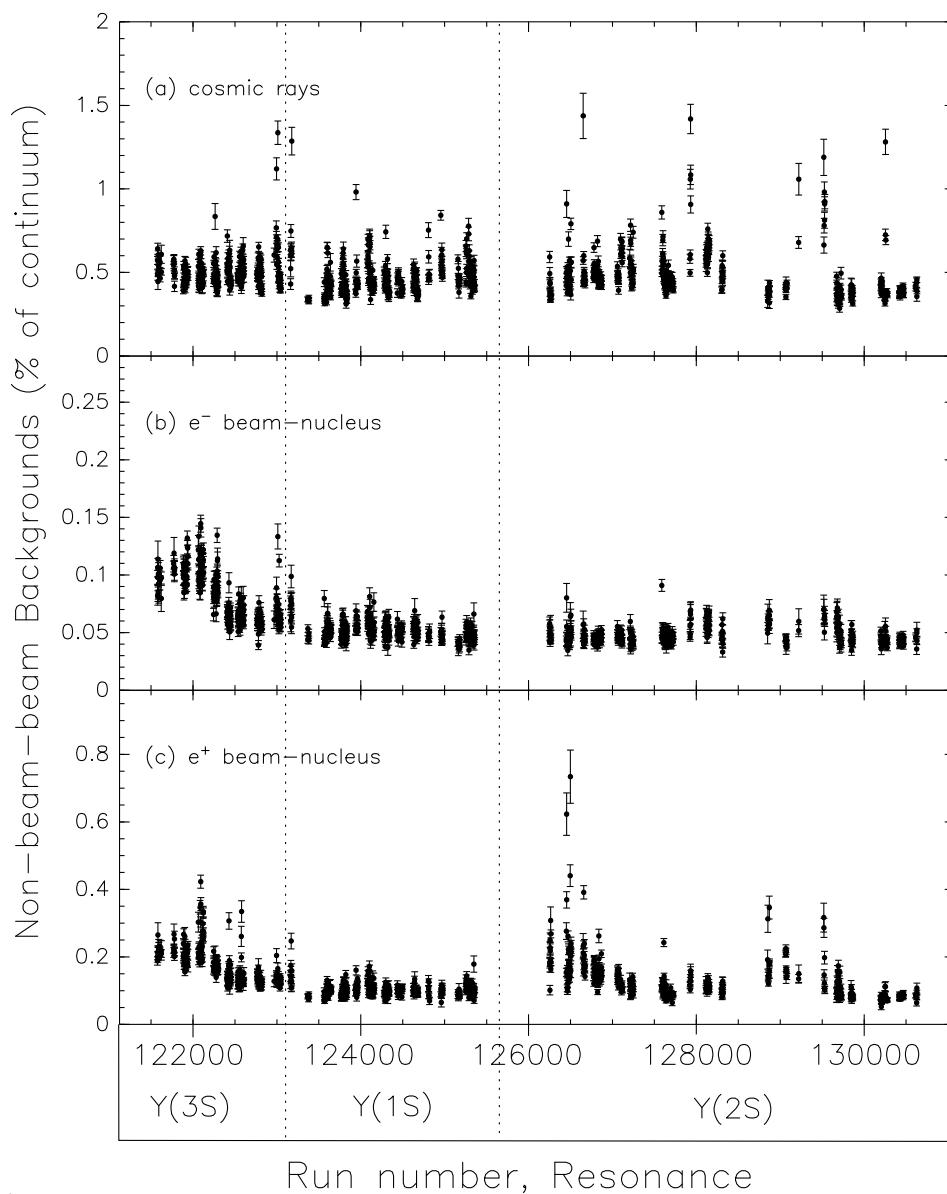 Non-beam-beam Backgrounds (% of continuum)
2
(a) cosmic rays
1.5
1
0.5
0
0.25
(b) e⁻ beam-nucleus
0.2
0.15
0.1
0.05
0
0.8
(c) e⁺ beam-nucleus
0.6
0.4
0.2
0
122000 124000 126000 128000 130000
Υ(3S) Υ(1S) Υ(2S)
Run number, Resonance